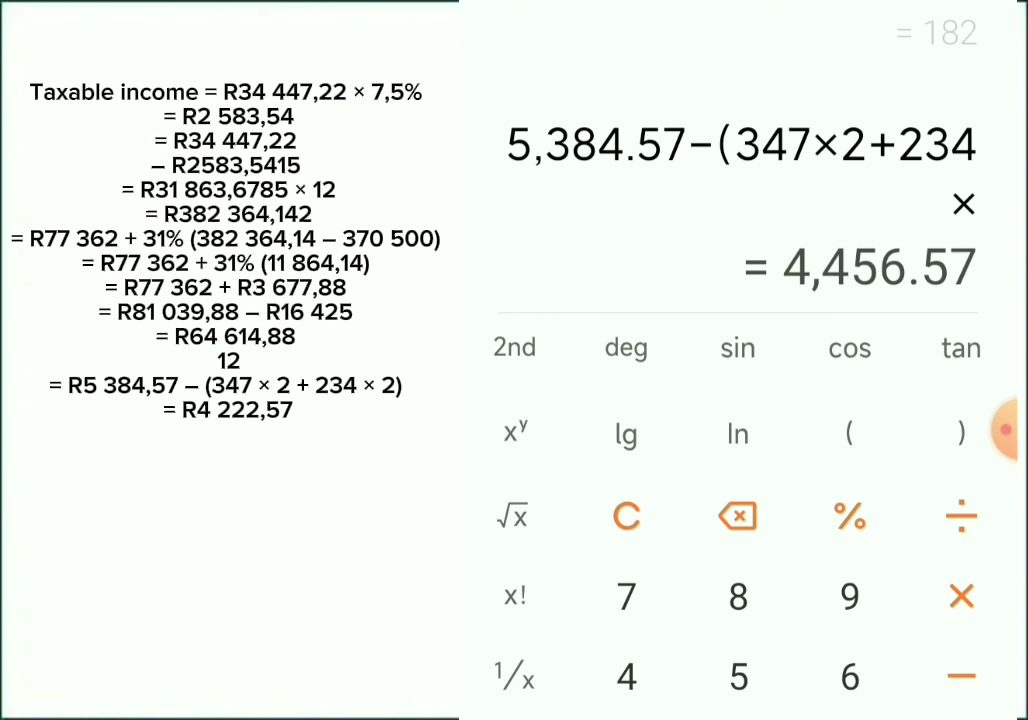 Taxable income = R34 447,22 × 7,5%
= R2 583,54
= R34 447,22
– R2583,5415
= R31 863,6785 × 12
= R382 364,142
= R77 362 + 31% (382 364,14 – 370 500)
= R77 362 + 31% (11 864,14)
= R77 362 + R3 677,88
= R81 039,88 – R16 425
= R64 614,88
12
= R5 384,57 – (347 × 2 + 234 × 2)
= R4 222,57
= 182
5,384.57−(347×2+234
×
= 4,456.57
2nd deg sin cos tan
xʸ lg ln ( )
√x C % ÷
x! 7 8 9 ×
1/x 4 5 6 −